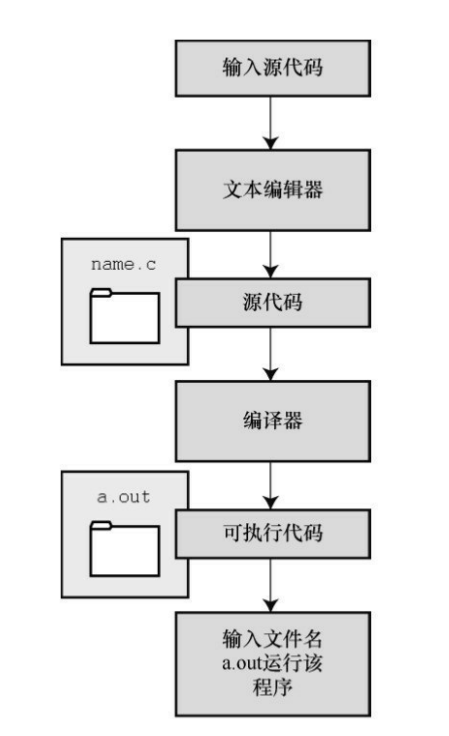 输入源代码
文本编辑器
name.c
源代码
编译器
a.out
可执行代码
输入文件名
a.out运行该
程序